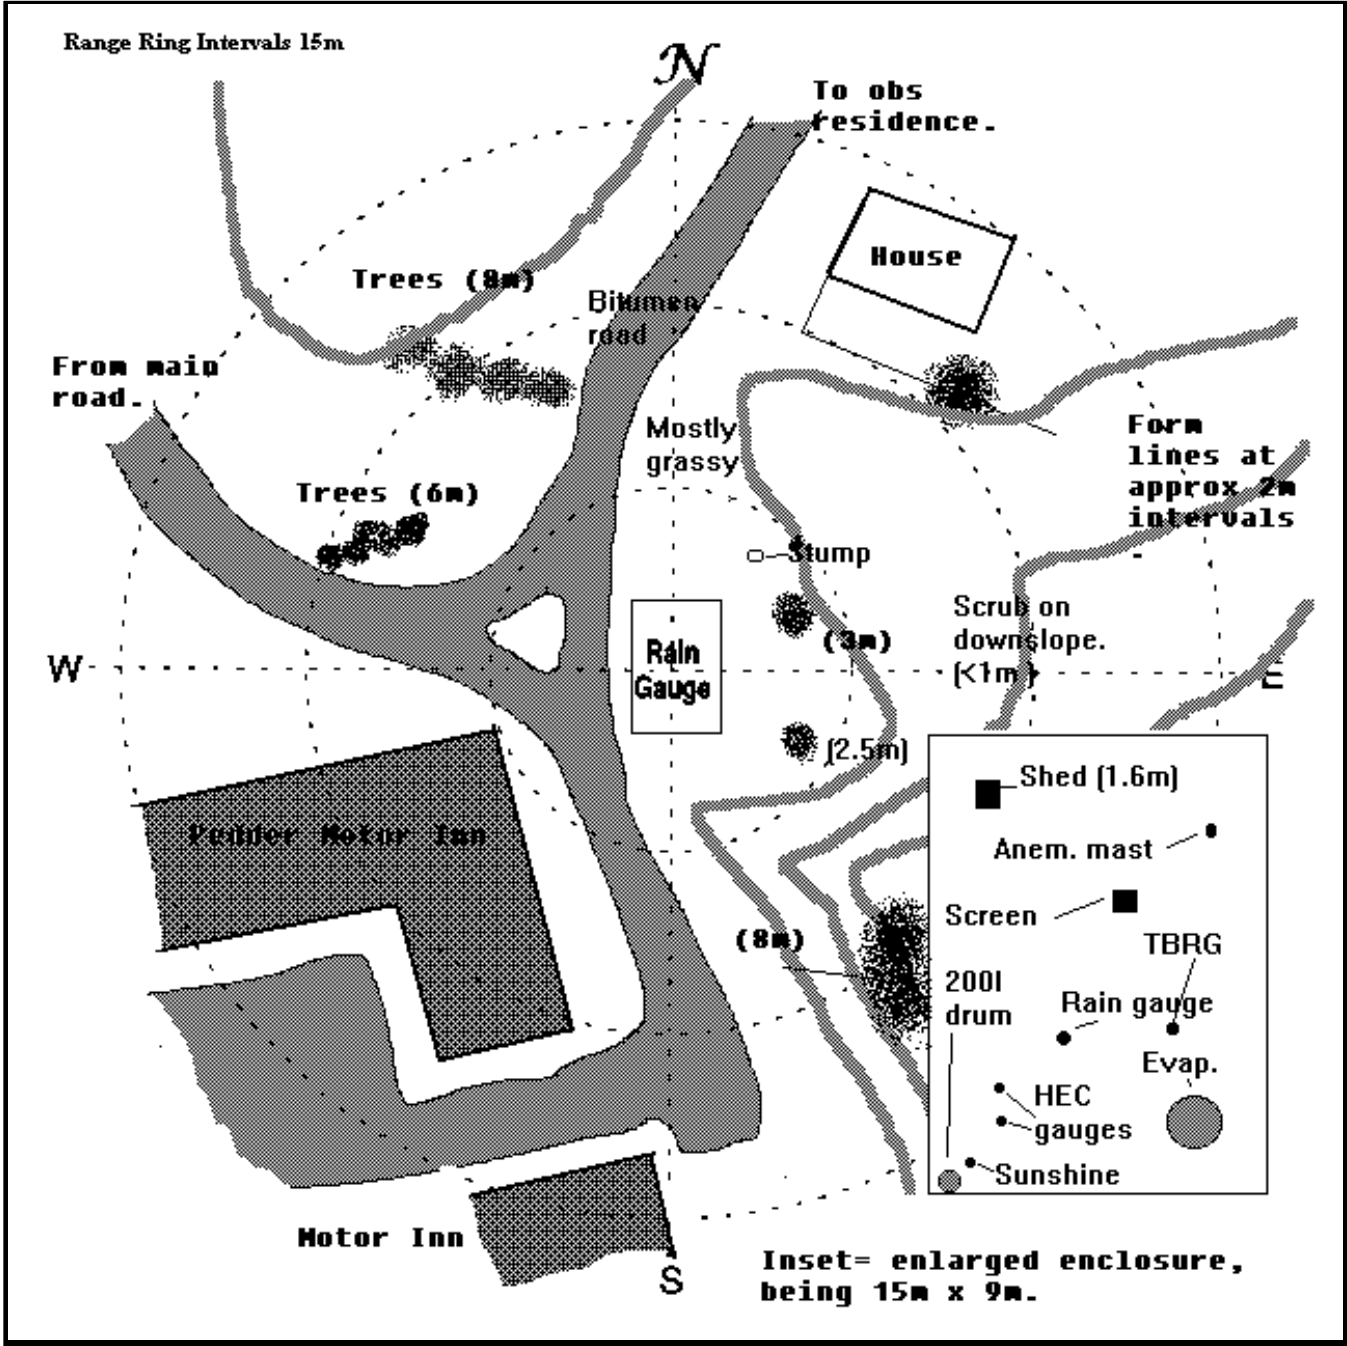 Range Ring Intervals 15m
N
To obs
residence.
House
Trees (8m)
Bitumen
road
From main
road.
Mostly
grassy
Form
lines at
approx 2m
intervals
-
Trees (6m)
Stump
Scrub on
downslope.
(<1m)
(3m)
Rain
Gauge
W
E
(2.5m)
Pedder Motor Inn
(8m)
Shed (1.6m)
Anem. mast
Screen
TBRG
200l
drum
Rain gauge
Evap.
HEC
gauges
Sunshine
Motor Inn
S
Inset= enlarged enclosure,
being 15m x 9m.